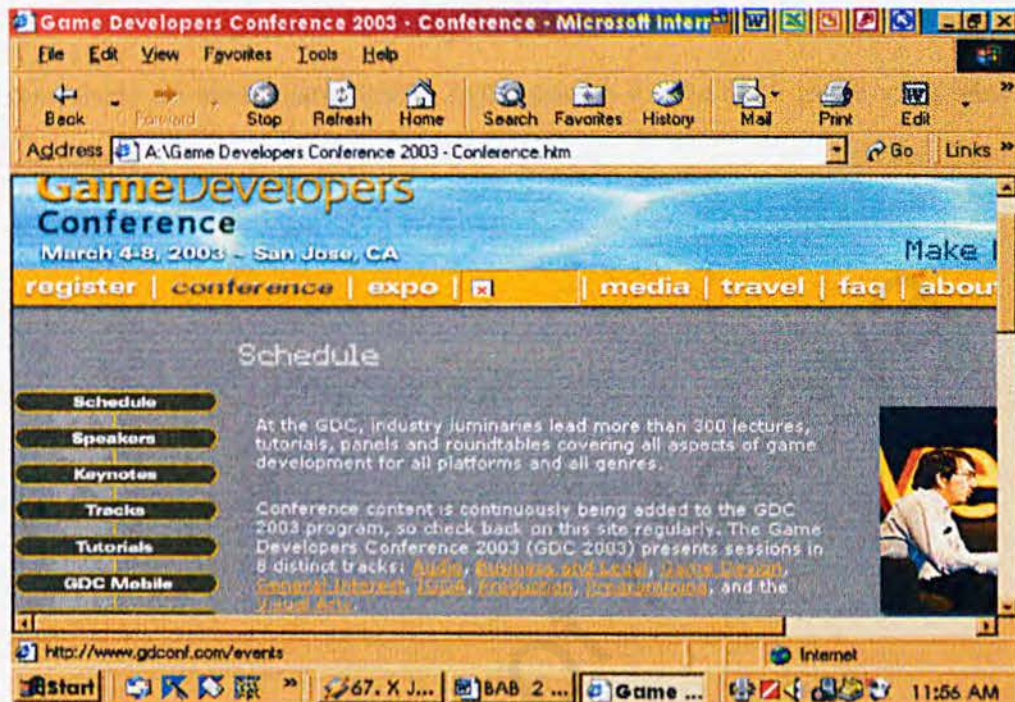 Game Developers Conference 2003 - Conference - Microsoft Interr
File Edit View Favorites Tools Help
Back Forward Stop Refresh Home Search Favorites History Mail Print Edit
Address A:\Game Developers Conference 2003 - Conference.htm Go Links
GameDevelopers
Conference
March 4-8, 2003 - San Jose, CA
Make
register | conference | expo | | media | travel | faq | abou
Schedule
Schedule
Speakers
Keynotes
Tracks
Tutorials
GDC Mobile
At the GDC, industry luminaries lead more than 300 lectures,
tutorials, panels and roundtables covering all aspects of game
development for all platforms and all genres.
Conference content is continuously being added to the GDC
2003 program, so check back on this site regularly. The Game
Developers Conference 2003 (GDC 2003) presents sessions in
8 distinct tracks: Audio, Business and Legal, Game Design,
General Interest, IGDA, Production, Programming, and the
Visual Arts.
http://www.gdconf.com/events Internet
Start 67. X J... BAB 2 ... Game ... 11:56 AM